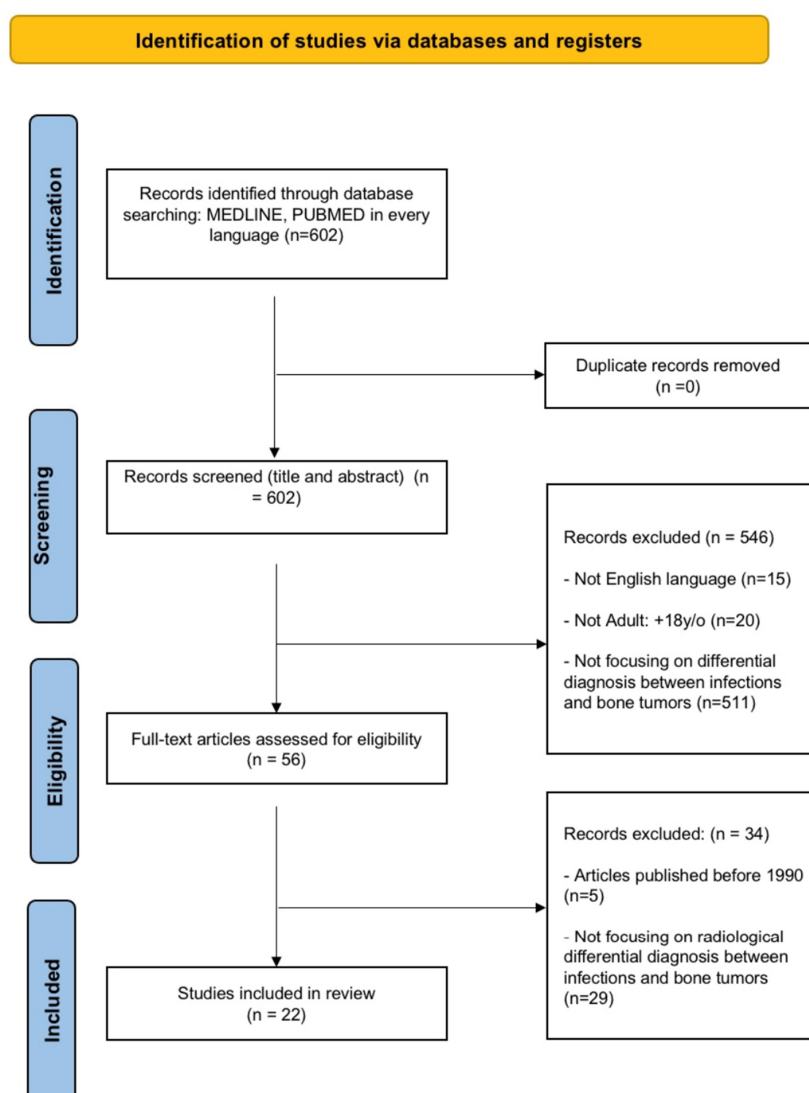 Identification of studies via databases and registers
Identification
Records identified through database
searching: MEDLINE, PUBMED in every
language (n=602)
Duplicate records removed
(n =0)
Screening
Records screened (title and abstract)  (n
= 602)
Records excluded (n = 546)
- Not English language (n=15)
- Not Adult: +18y/o (n=20)
- Not focusing on differential
diagnosis between infections
and bone tumors (n=511)
Eligibility
Full-text articles assessed for eligibility
(n = 56)
Records excluded: (n = 34)
- Articles published before 1990
(n=5)
- Not focusing on radiological
differential diagnosis between
infections and bone tumors
(n=29)
Included
Studies included in review
(n = 22)